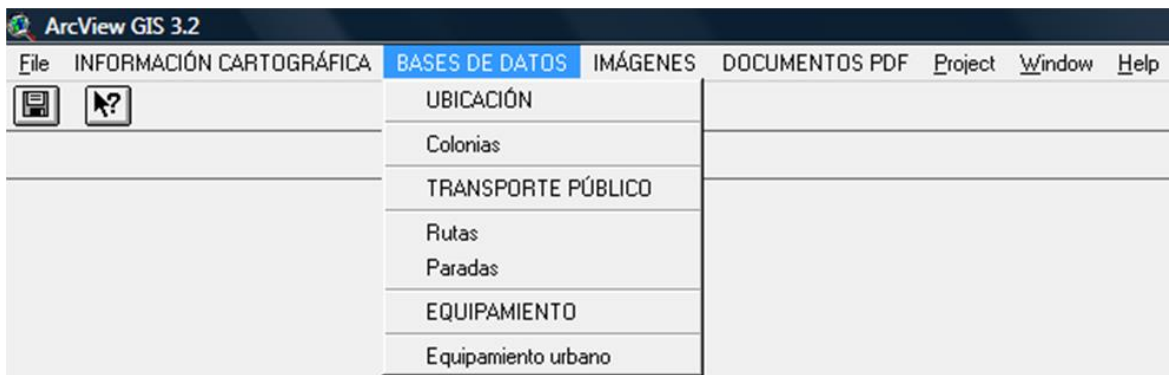 ArcView GIS 3.2
File INFORMACIÓN CARTOGRÁFICA BASES DE DATOS IMÁGENES DOCUMENTOS PDF Project Window Help
UBICACIÓN
Colonias
TRANSPORTE PÚBLICO
Rutas
Paradas
EQUIPAMIENTO
Equipamiento urbano